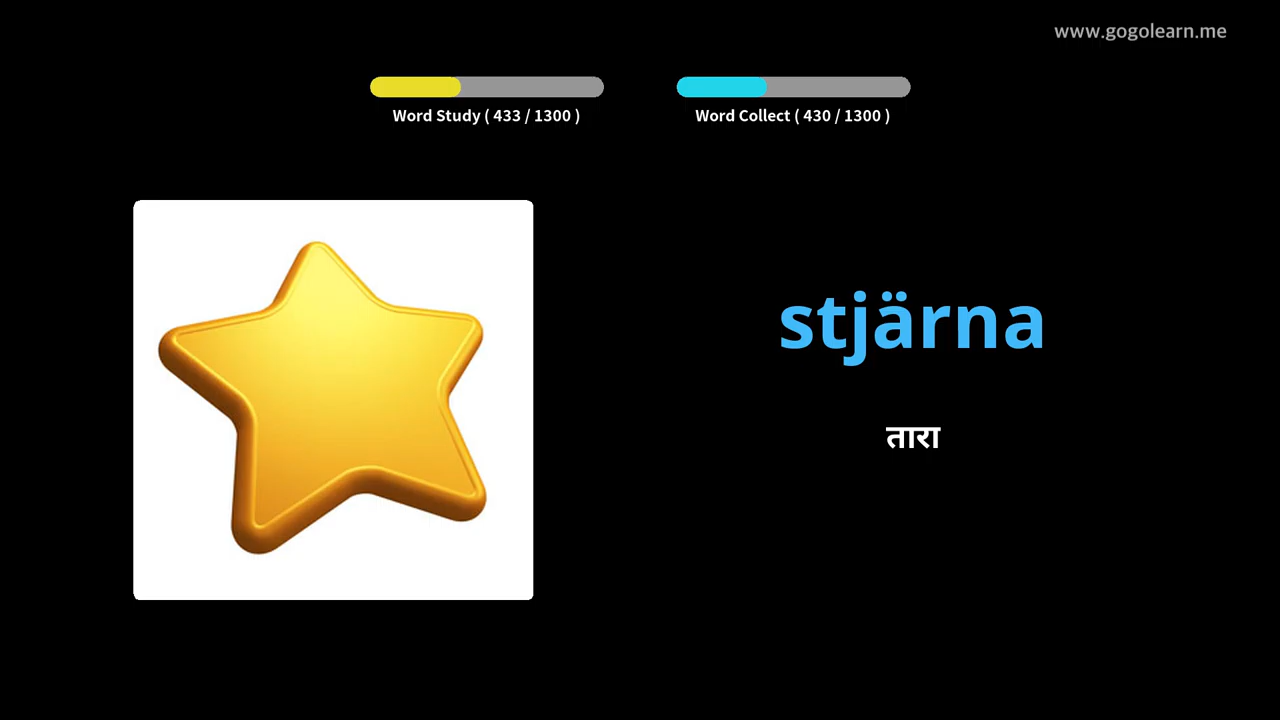 www.gogolearn.me
Word Study ( 433 / 1300 )
Word Collect ( 430 / 1300 )
stjärna
तारा